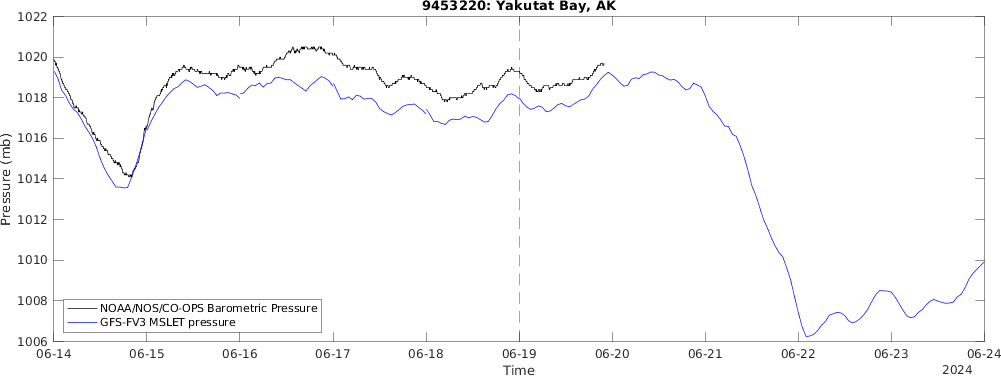 9453220: Yakutat Bay, AK
1022
1020
1018
1016
1014
1012
1010
1008
1006
Pressure (mb)
NOAA/NOS/CO-OPS Barometric Pressure
GFS-FV3 MSLET pressure
06-14 06-15 06-16 06-17 06-18 06-19 06-20 06-21 06-22 06-23 06-24
Time
2024